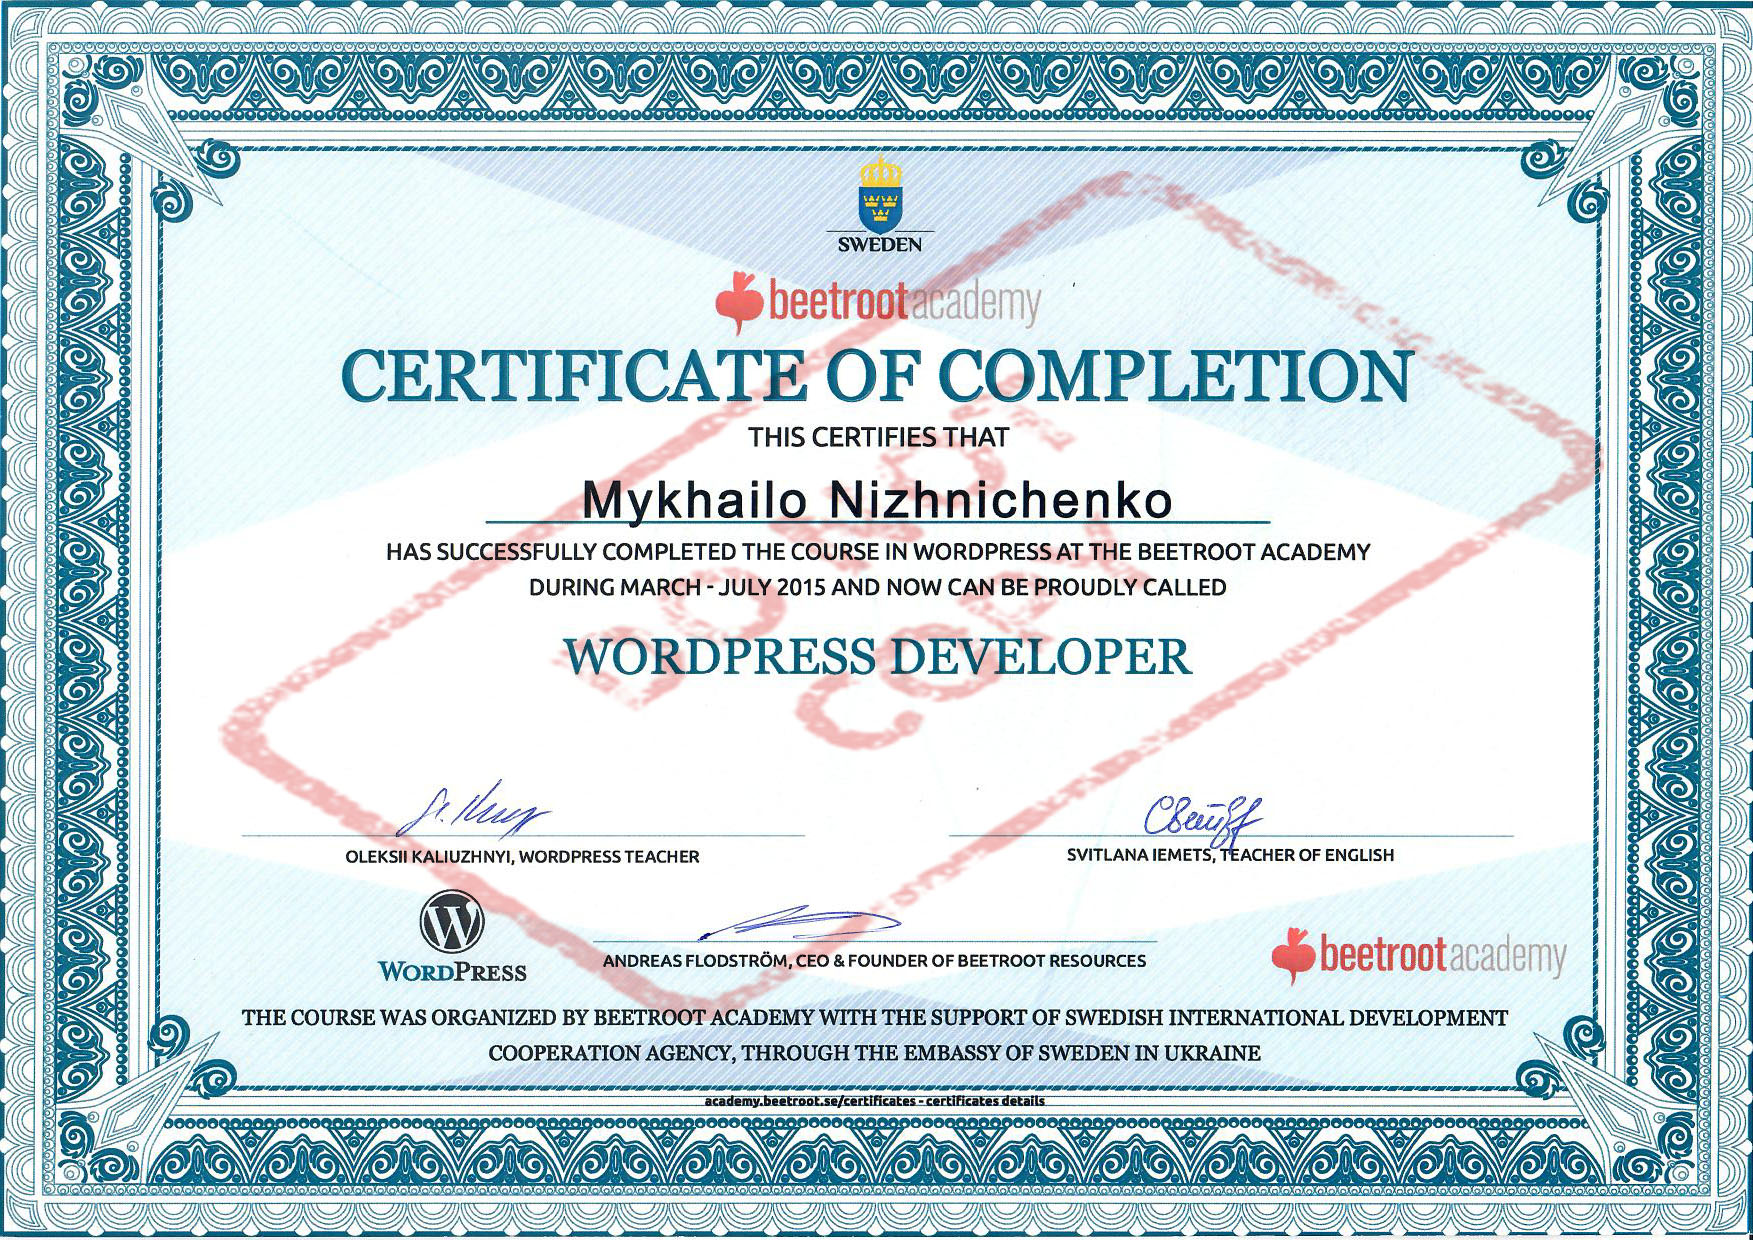 SWEDEN
beetrootacademy
CERTIFICATE OF COMPLETION
THIS CERTIFIES THAT
Mykhailo Nizhnichenko
HAS SUCCESSFULLY COMPLETED THE COURSE IN WORDPRESS AT THE BEETROOT ACADEMY
DURING MARCH - JULY 2015 AND NOW CAN BE PROUDLY CALLED
WORDPRESS DEVELOPER
OLEKSII KALIUZHNYI, WORDPRESS TEACHER
SVITLANA IEMETS, TEACHER OF ENGLISH
WORDPRESS
ANDREAS FLODSTRÖM, CEO & FOUNDER OF BEETROOT RESOURCES
beetrootacademy
THE COURSE WAS ORGANIZED BY BEETROOT ACADEMY WITH THE SUPPORT OF SWEDISH INTERNATIONAL DEVELOPMENT
COOPERATION AGENCY, THROUGH THE EMBASSY OF SWEDEN IN UKRAINE
academy.beetroot.se/certificates - certificates details